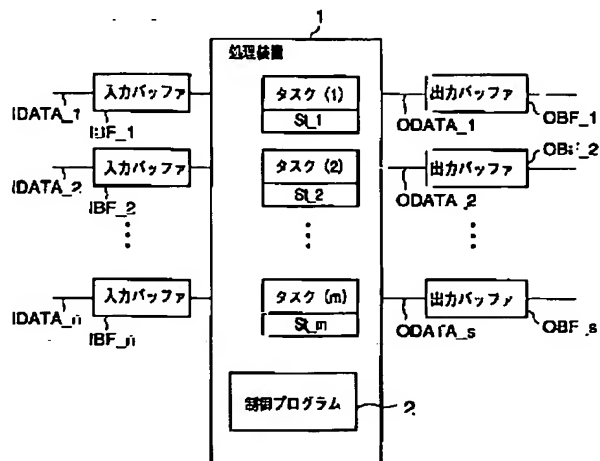 1
処理装置
IDATA_1
入力バッファ
IBF_1
タスク (1)
St_1
ODATA_1
出力バッファ
OBF_1
IDATA_2
入力バッファ
IBF_2
タスク (2)
St_2
ODATA_2
出力バッファ
OBF_2
IDATA_n
入力バッファ
IBF_n
タスク (m)
St_m
ODATA_s
出力バッファ
OBF_s
制御プログラム
2